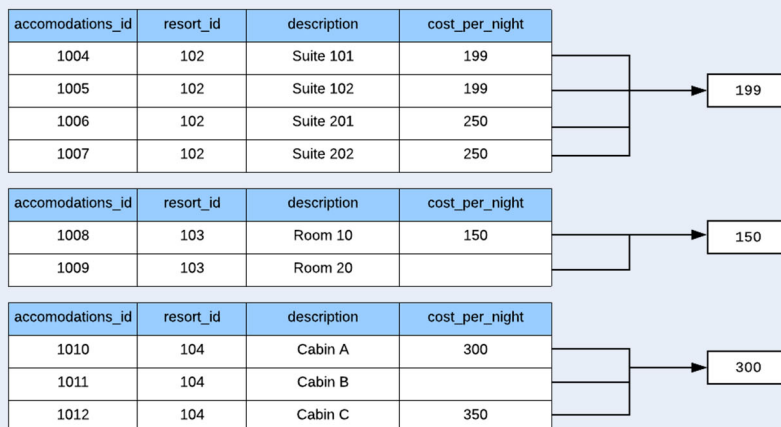 accomodations_id resort_id description cost_per_night
1004 102 Suite 101 199
1005 102 Suite 102 199 199
1006 102 Suite 201 250
1007 102 Suite 202 250
accomodations_id resort_id description cost_per_night
1008 103 Room 10 150 150
1009 103 Room 20
accomodations_id resort_id description cost_per_night
1010 104 Cabin A 300
300
1011 104 Cabin B
1012 104 Cabin C 350